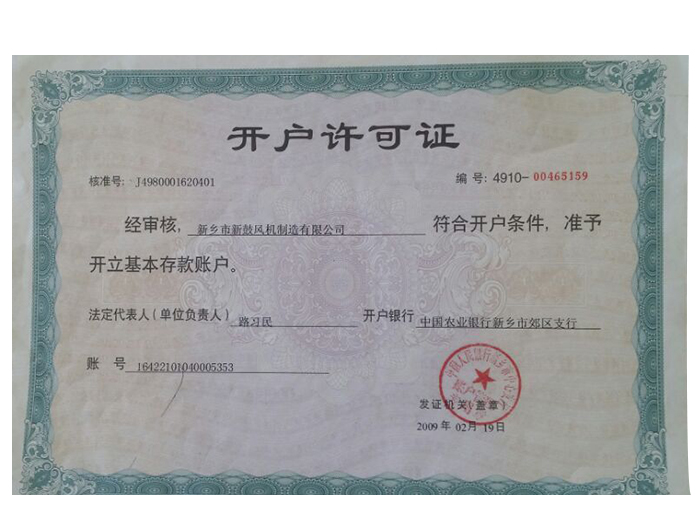 开户许可证
核准号: J4980001620401 编 号: 4910-00465159
经审核, 新乡市新鼓风机制造有限公司 符合开户条件, 准予
开立基本存款账户。
法定代表人(单位负责人) 路习民 开户银行 中国农业银行新乡市郊区支行
账 号 16422101040005353
发证机关(盖章)
2009 年 02 月 19 日